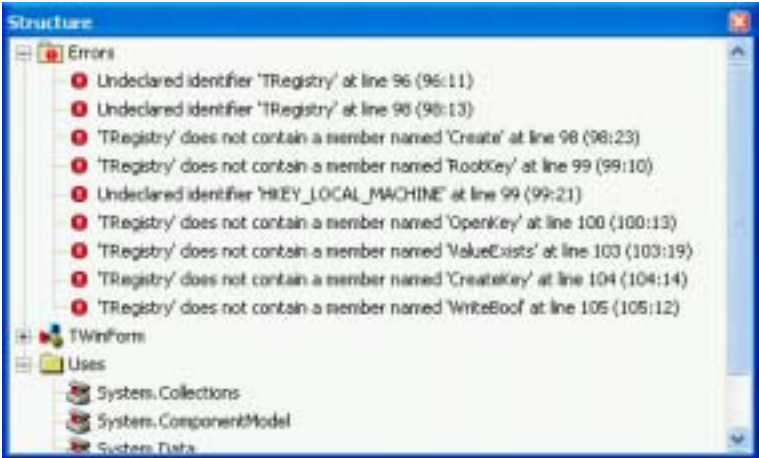 Structure
Errors
Undeclared identifier 'TRegistry' at line 96 (96:11)
Undeclared identifier 'TRegistry' at line 98 (98:13)
'TRegistry' does not contain a member named 'Create' at line 98 (98:23)
'TRegistry' does not contain a member named 'RootKey' at line 99 (99:10)
Undeclared identifier 'HKEY_LOCAL_MACHINE' at line 99 (99:21)
'TRegistry' does not contain a member named 'OpenKey' at line 100 (100:13)
'TRegistry' does not contain a member named 'ValueExists' at line 103 (103:19)
'TRegistry' does not contain a member named 'CreateKey' at line 104 (104:14)
'TRegistry' does not contain a member named 'WriteBool' at line 105 (105:12)
TWinForm
Uses
System.Collections
System.ComponentModel
System.Data